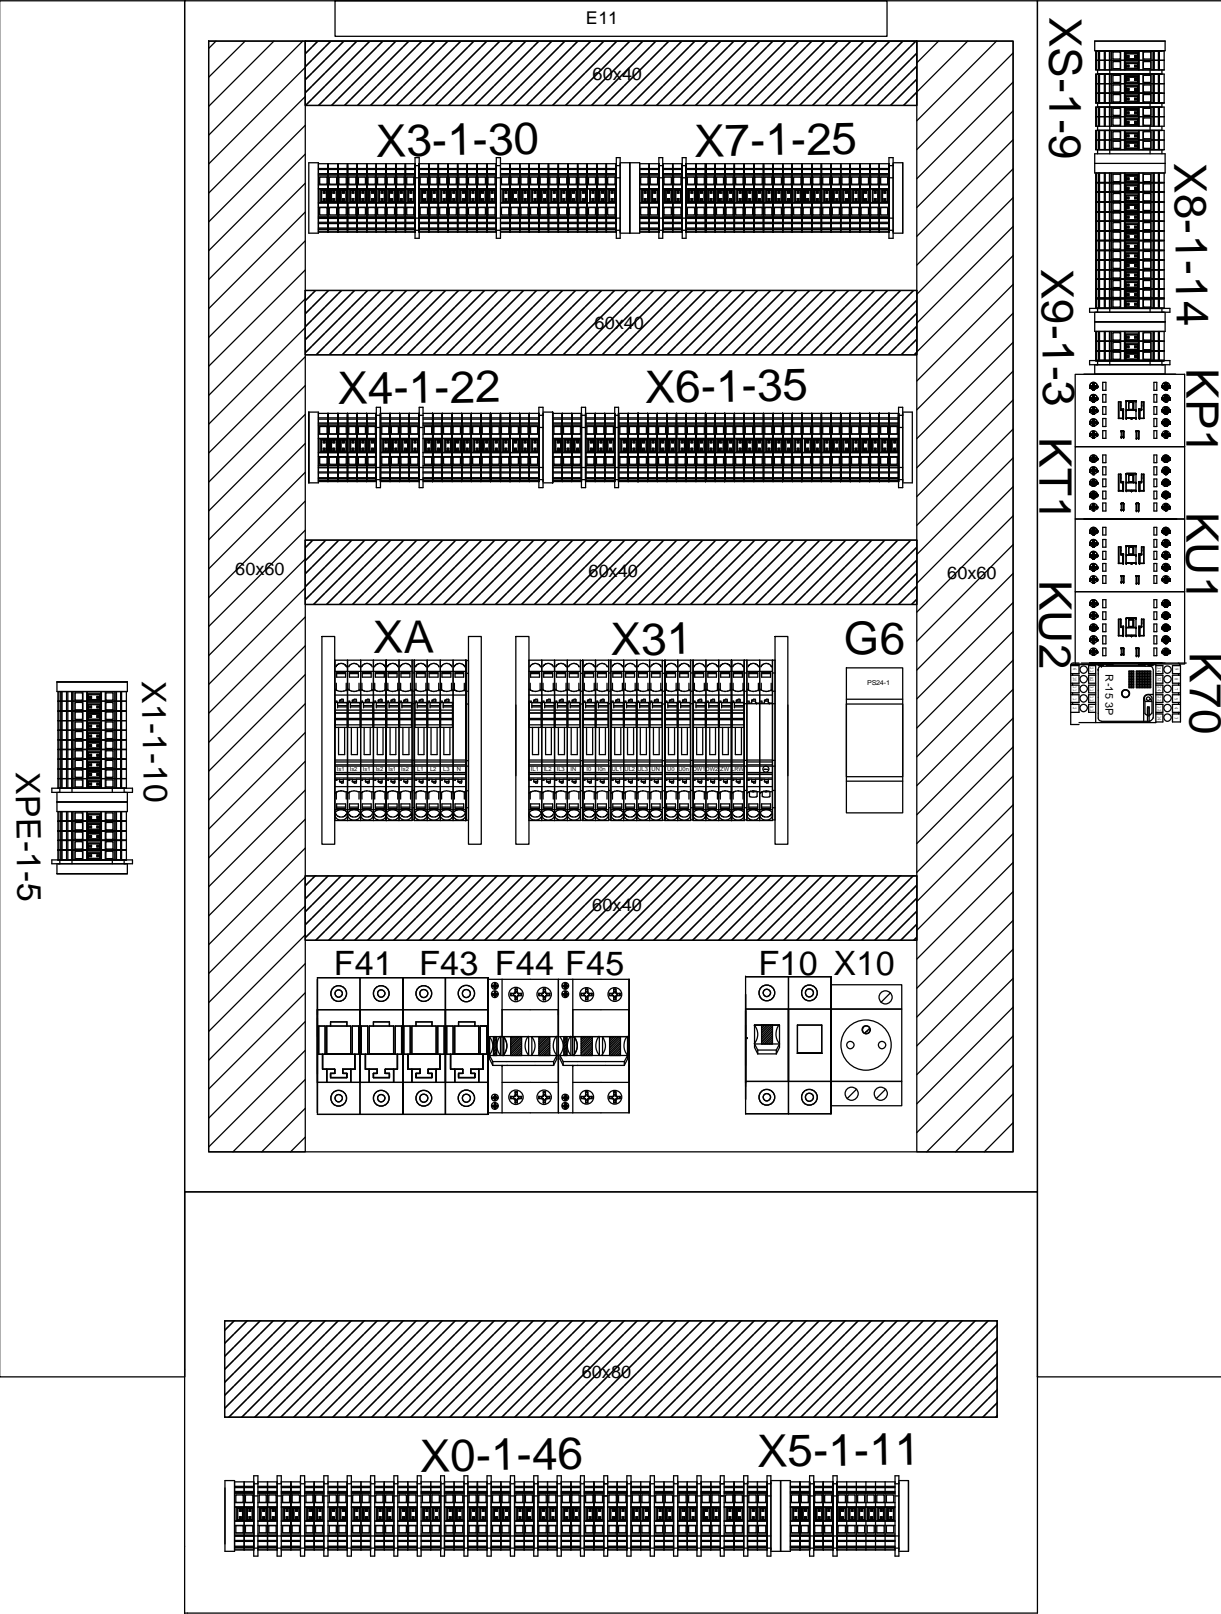 E11
60x40
X3-1-30
X7-1-25
XS-1-9
X8-1-14
60x40
X9-1-3
X4-1-22
X6-1-35
KP1
KT1
60x60
60x40
60x60
KU1
KU2
XA
X31
G6
PS24-1
K70
R-15 3P
X1-1-10
XPE-1-5
60x40
F41
F43
F44
F45
F10
X10
60x80
X0-1-46
X5-1-11